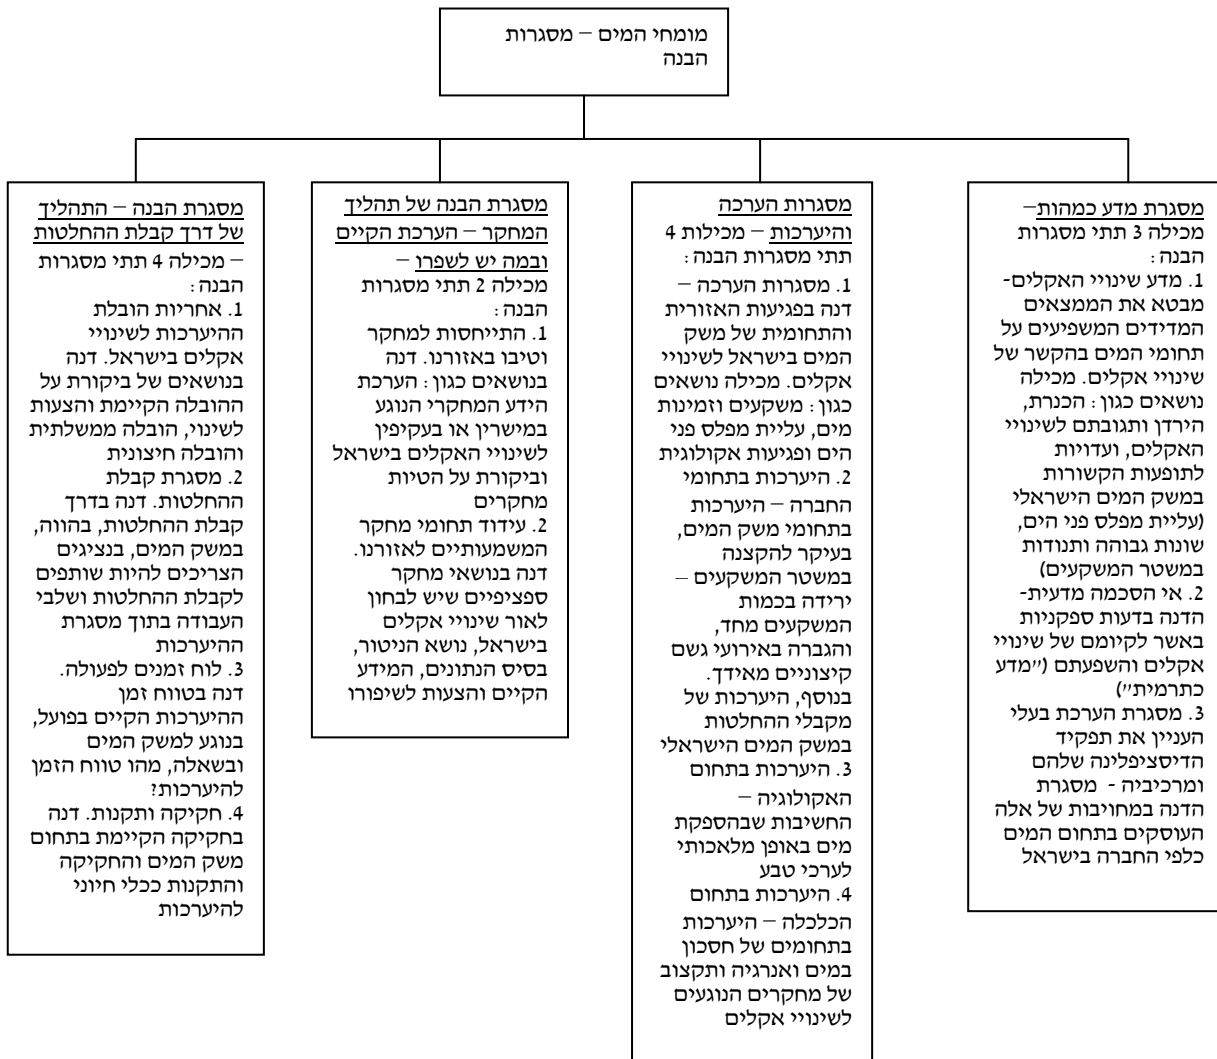 מומחי המים – מסגרות
הבנה
מסגרת מדע כמהות–
מכילה 3 תתי מסגרות
הבנה:
1. מדע שינויי האקלים-
מבטא את הממצאים
המדידים המשפיעים על
תחומי המים בהקשר של
שינויי אקלים. מכילה
נושאים כגון: הכנרת,
הירדן ותגובתם לשינויי
האקלים, ועדויות
לתופעות הקשורות
במשק המים הישראלי
(עליית מפלס פני הים,
שונות גבוהה ותנודות
במשטר המשקעים)
2. אי הסכמה מדעית-
הדנה בדעות ספקניות
באשר לקיומם של שינויי
אקלים והשפעתם ("מדע
כתרמית")
3. מסגרת הערכת בעלי
העניין את תפקיד
הדיסציפלינה שלהם
ומרכיביה - מסגרת
הדנה במחויבות של אלה
העוסקים בתחום המים
כלפי החברה בישראל
מסגרות הערכה
והיערכות – מכילות 4
תתי מסגרות הבנה:
1. מסגרות הערכה –
דנה בפגיעות האזורית
והתחומית של משק
המים בישראל לשינויי
אקלים. מכילה נושאים
כגון: משקעים וזמינות
מים, עליית מפלס פני
הים ופגיעות אקולוגית
2. היערכות בתחומי
החברה – היערכות
בתחומי משק המים,
בעיקר להקצנה
במשטר המשקעים –
ירידה בכמות
המשקעים מחד,
והגברה באירועי גשם
קיצוניים מאידך.
בנוסף, היערכות של
מקבלי ההחלטות
במשק המים הישראלי
3. היערכות בתחום
האקולוגיה –
החשיבות שבהספקת
מים באופן מלאכותי
לערכי טבע
4. היערכות בתחום
הכלכלה – היערכות
בתחומים של חסכון
במים ואנרגיה ותקצוב
של מחקרים הנוגעים
לשינויי אקלים
מסגרת הבנה של תהליך
המחקר – הערכת הקיים
ובמה יש לשפרו –
מכילה 2 תתי מסגרות
הבנה:
1. התייחסות למחקר
וטיבו באזורנו. דנה
בנושאים כגון: הערכת
הידע המחקרי הנוגע
במישרין או בעקיפין
לשינויי האקלים בישראל
וביקורת על הטיות
מחקרים
2. עידוד תחומי מחקר
המשמעותיים לאזורנו.
דנה בנושאי מחקר
ספציפיים שיש לבחון
לאור שינויי אקלים
בישראל, נושא הניטור,
בסיס הנתונים, המידע
הקיים והצעות לשיפורו
מסגרת הבנה – התהליך
של דרך קבלת ההחלטות
– מכילה 4 תתי מסגרות
הבנה:
1. אחריות הובלת
ההיערכות לשינויי
אקלים בישראל. דנה
בנושאים של ביקורת על
ההובלה הקיימת והצעות
לשינוי, הובלה ממשלתית
והובלה חיצונית
2. מסגרת קבלת
ההחלטות. דנה בדרך
קבלת ההחלטות, בהווה,
במשק המים, בנציגים
הצריכים להיות שותפים
לקבלת ההחלטות ושלבי
העבודה בתוך מסגרת
ההיערכות
3. לוח זמנים לפעולה.
דנה בטווח זמן
ההיערכות הקיים בפועל,
בנוגע למשק המים
ובשאלה, מהו טווח הזמן
להיערכות?
4. חקיקה ותקנות. דנה
בחקיקה הקיימת בתחום
משק המים והחקיקה
והתקנות ככלי חיוני
להיערכות